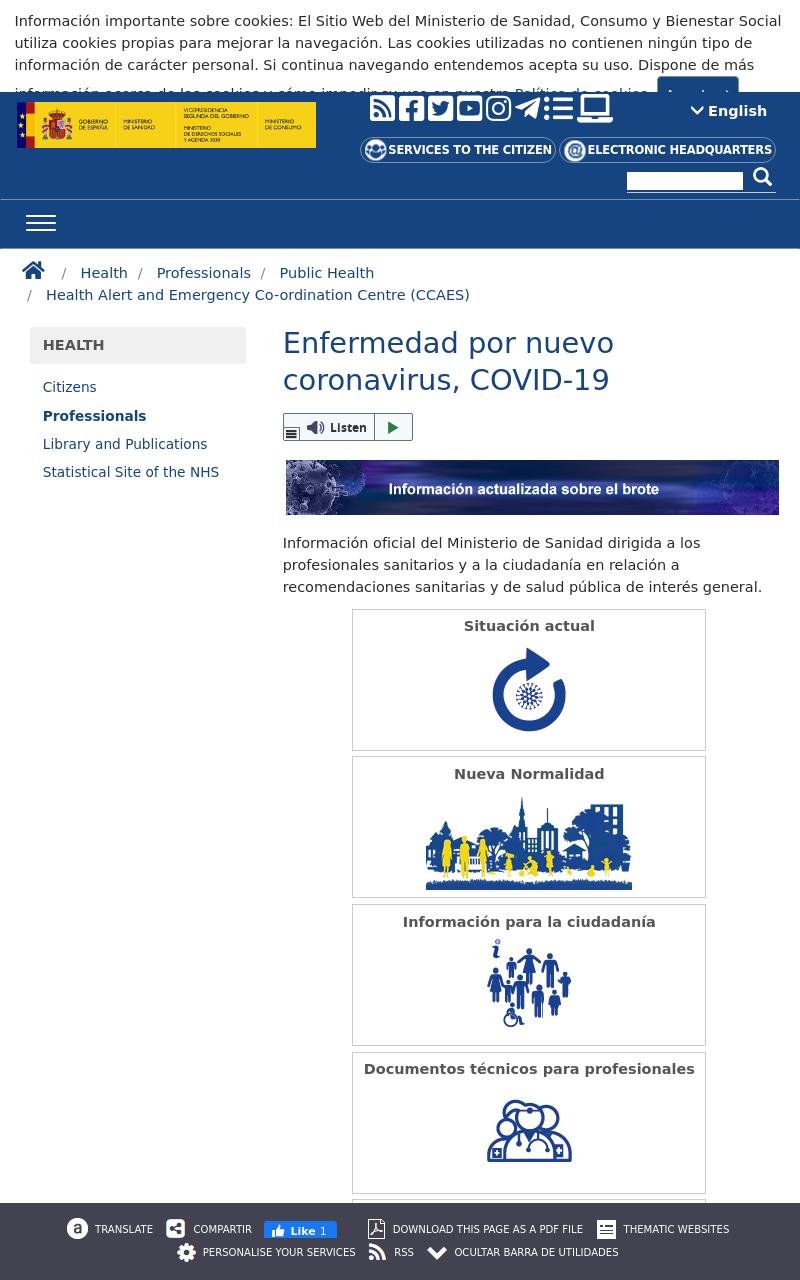 Información importante sobre cookies: El Sitio Web del Ministerio de Sanidad, Consumo y Bienestar Social
utiliza cookies propias para mejorar la navegación. Las cookies utilizadas no contienen ningún tipo de
información de carácter personal. Si continua navegando entendemos acepta su uso. Dispone de más
GOBIERNO DE ESPAÑA
MINISTERIO DE SANIDAD
VICEPRESIDENCIA SEGUNDA DEL GOBIERNO
MINISTERIO DE DERECHOS SOCIALES Y AGENDA 2030
MINISTERIO DE CONSUMO
English
SERVICES TO THE CITIZEN
ELECTRONIC HEADQUARTERS
/ Health / Professionals / Public Health
/ Health Alert and Emergency Co-ordination Centre (CCAES)
HEALTH
Citizens
Professionals
Library and Publications
Statistical Site of the NHS
Enfermedad por nuevo
coronavirus, COVID-19
Listen
Información actualizada sobre el brote
Información oficial del Ministerio de Sanidad dirigida a los
profesionales sanitarios y a la ciudadanía en relación a
recomendaciones sanitarias y de salud pública de interés general.
Situación actual
Nueva Normalidad
Información para la ciudadanía
Documentos técnicos para profesionales
TRANSLATE COMPARTIR Like 1 DOWNLOAD THIS PAGE AS A PDF FILE THEMATIC WEBSITES
PERSONALISE YOUR SERVICES RSS OCULTAR BARRA DE UTILIDADES